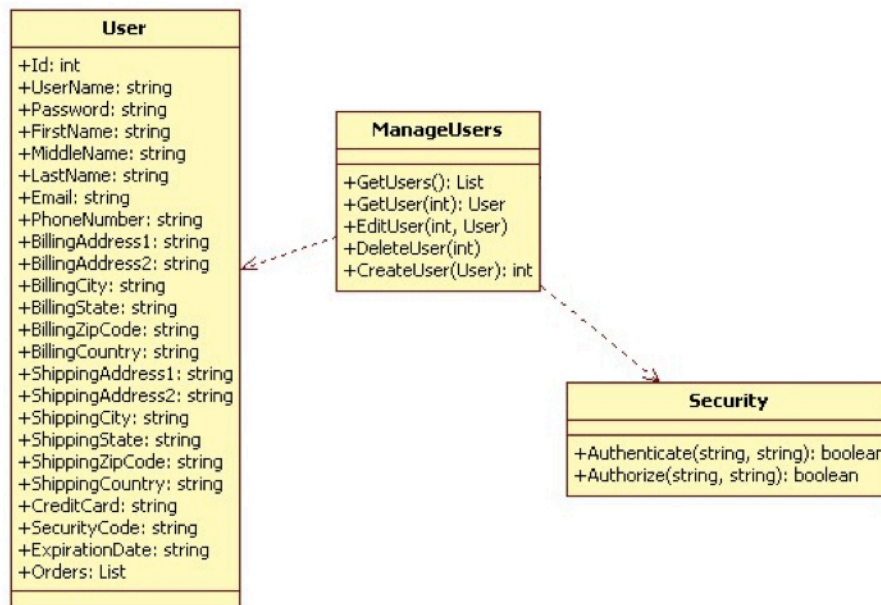 User
+Id: int
+UserName: string
+Password: string
+FirstName: string
+MiddleName: string
+LastName: string
+Email: string
+PhoneNumber: string
+BillingAddress1: string
+BillingAddress2: string
+BillingCity: string
+BillingState: string
+BillingZipCode: string
+BillingCountry: string
+ShippingAddress1: string
+ShippingAddress2: string
+ShippingCity: string
+ShippingState: string
+ShippingZipCode: string
+ShippingCountry: string
+CreditCard: string
+SecurityCode: string
+ExpirationDate: string
+Orders: List
ManageUsers
+GetUsers(): List
+GetUser(int): User
+EditUser(int, User)
+DeleteUser(int)
+CreateUser(User): int
Security
+Authenticate(string, string): boolean
+Authorize(string, string): boolean